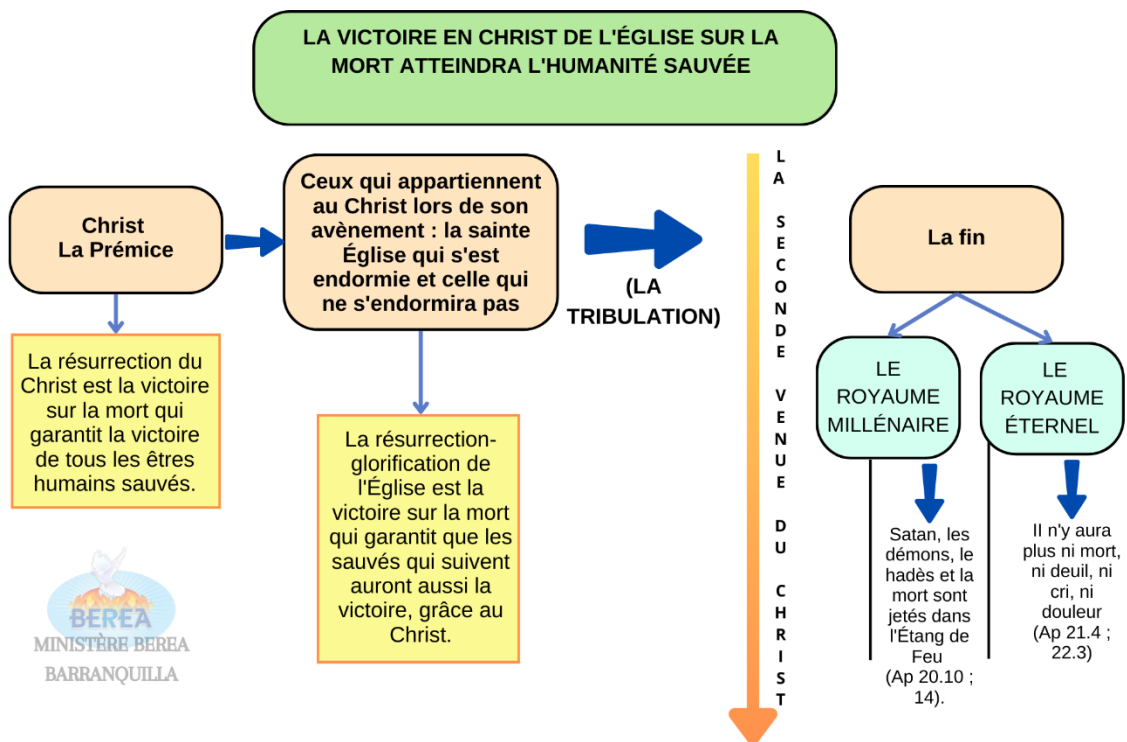 LA VICTOIRE EN CHRIST DE L'ÉGLISE SUR LA
MORT ATTEINDRA L'HUMANITÉ SAUVÉE
Christ
La Prémice
Ceux qui appartiennent
au Christ lors de son
avènement : la sainte
Église qui s'est
endormie et celle qui
ne s'endormira pas
(LA
TRIBULATION)
LA SECONDE VENUE DU CHRIST
La fin
La résurrection du
Christ est la victoire
sur la mort qui
garantit la victoire
de tous les êtres
humains sauvés.
La résurrection-
glorification de
l'Église est la
victoire sur la mort
qui garantit que les
sauvés qui suivent
auront aussi la
victoire, grâce au
Christ.
LE
ROYAUME
MILLÉNAIRE
LE
ROYAUME
ÉTERNEL
Satan, les
démons, le
hadès et la
mort sont
jetés dans
l'Étang de
Feu
(Ap 20.10 ;
14).
Il n'y aura
plus ni mort,
ni deuil, ni
cri, ni
douleur
(Ap 21.4 ;
22.3)
BEREA
MINISTÈRE BEREA
BARRANQUILLA